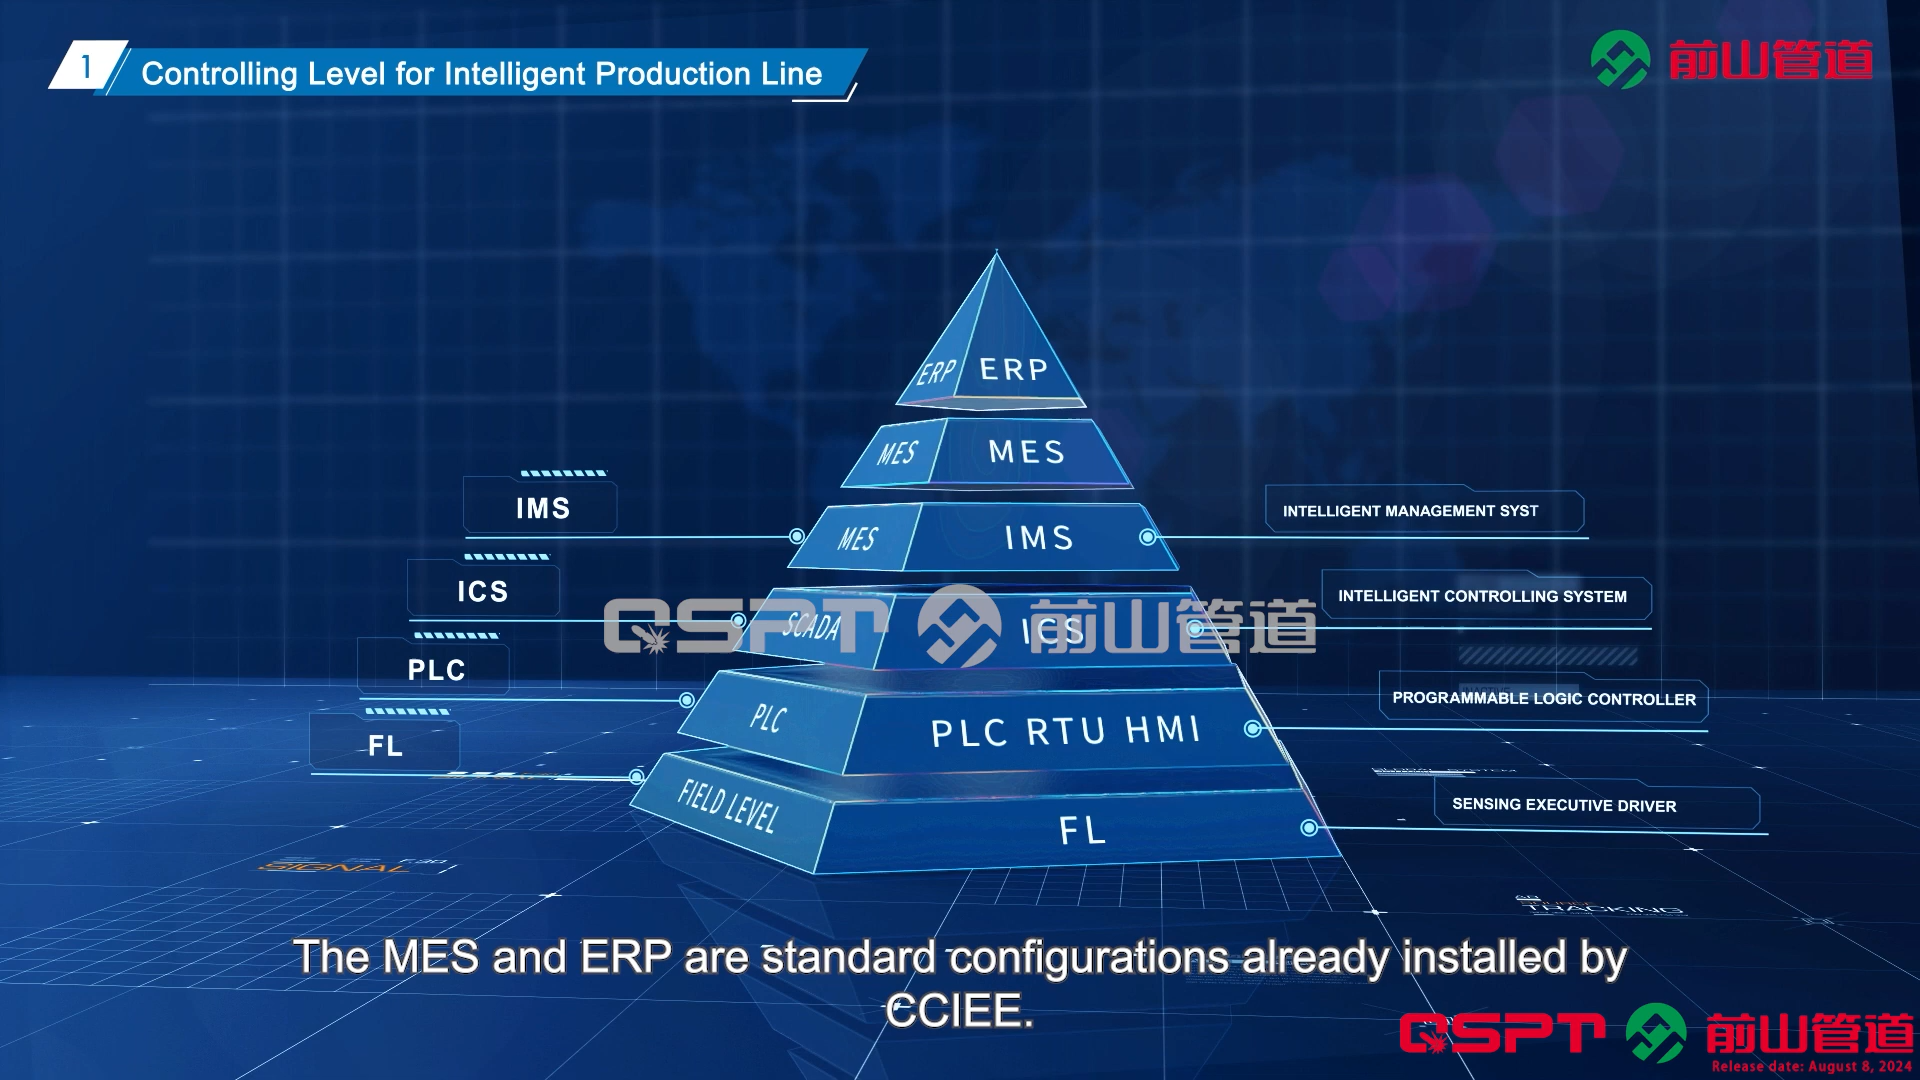 1
Controlling Level for Intelligent Production Line
前山管道
ERP
ERP
MES
MES
IMS
MES
IMS
INTELLIGENT MANAGEMENT SYST
ICS
SCADA
ICS
INTELLIGENT CONTROLLING SYSTEM
QSPT 前山管道
PLC
PLC
PLC RTU HMI
PROGRAMMABLE LOGIC CONTROLLER
FL
FIELD LEVEL
FL
SENSING EXECUTIVE DRIVER
SIGNAL
TRACKING
The MES and ERP are standard configurations already installed by
CCIEE.
QSPT 前山管道
Release date: August 8, 2024